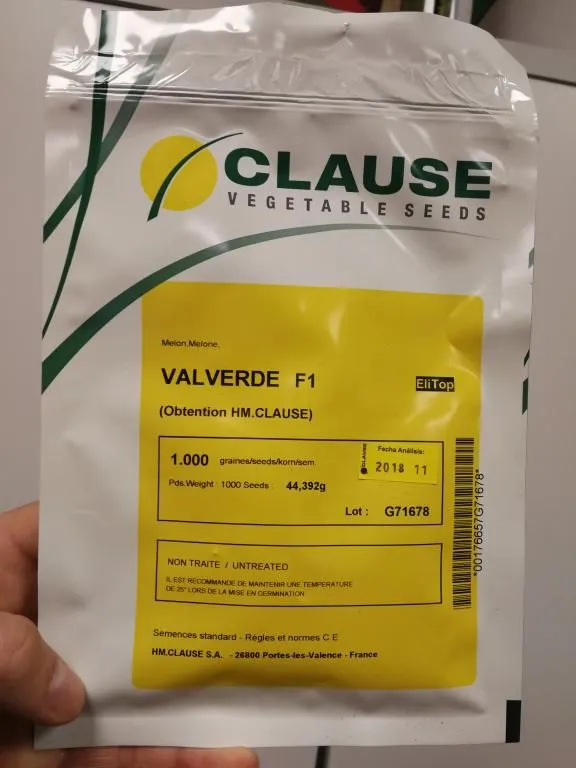 CLAUSE
VEGETABLE SEEDS
Melon,Melone,
VALVERDE F1
EliTop
(Obtention HM.CLAUSE)
1.000 graines/seeds/korn/sem.
CLAUSE
Fecha Análisis:
2018 11
Pds.Weight : 1000 Seeds : 44,392g
Lot : G71678
NON TRAITE / UNTREATED
IL EST RECOMMANDE DE MAINTENIR UNE TEMPERATURE
DE 25° LORS DE LA MISE EN GERMINATION
*00176657G71678*
Semences standard - Règles et normes C.E
HM.CLAUSE S.A. - 26800 Portes-les-Valence - France